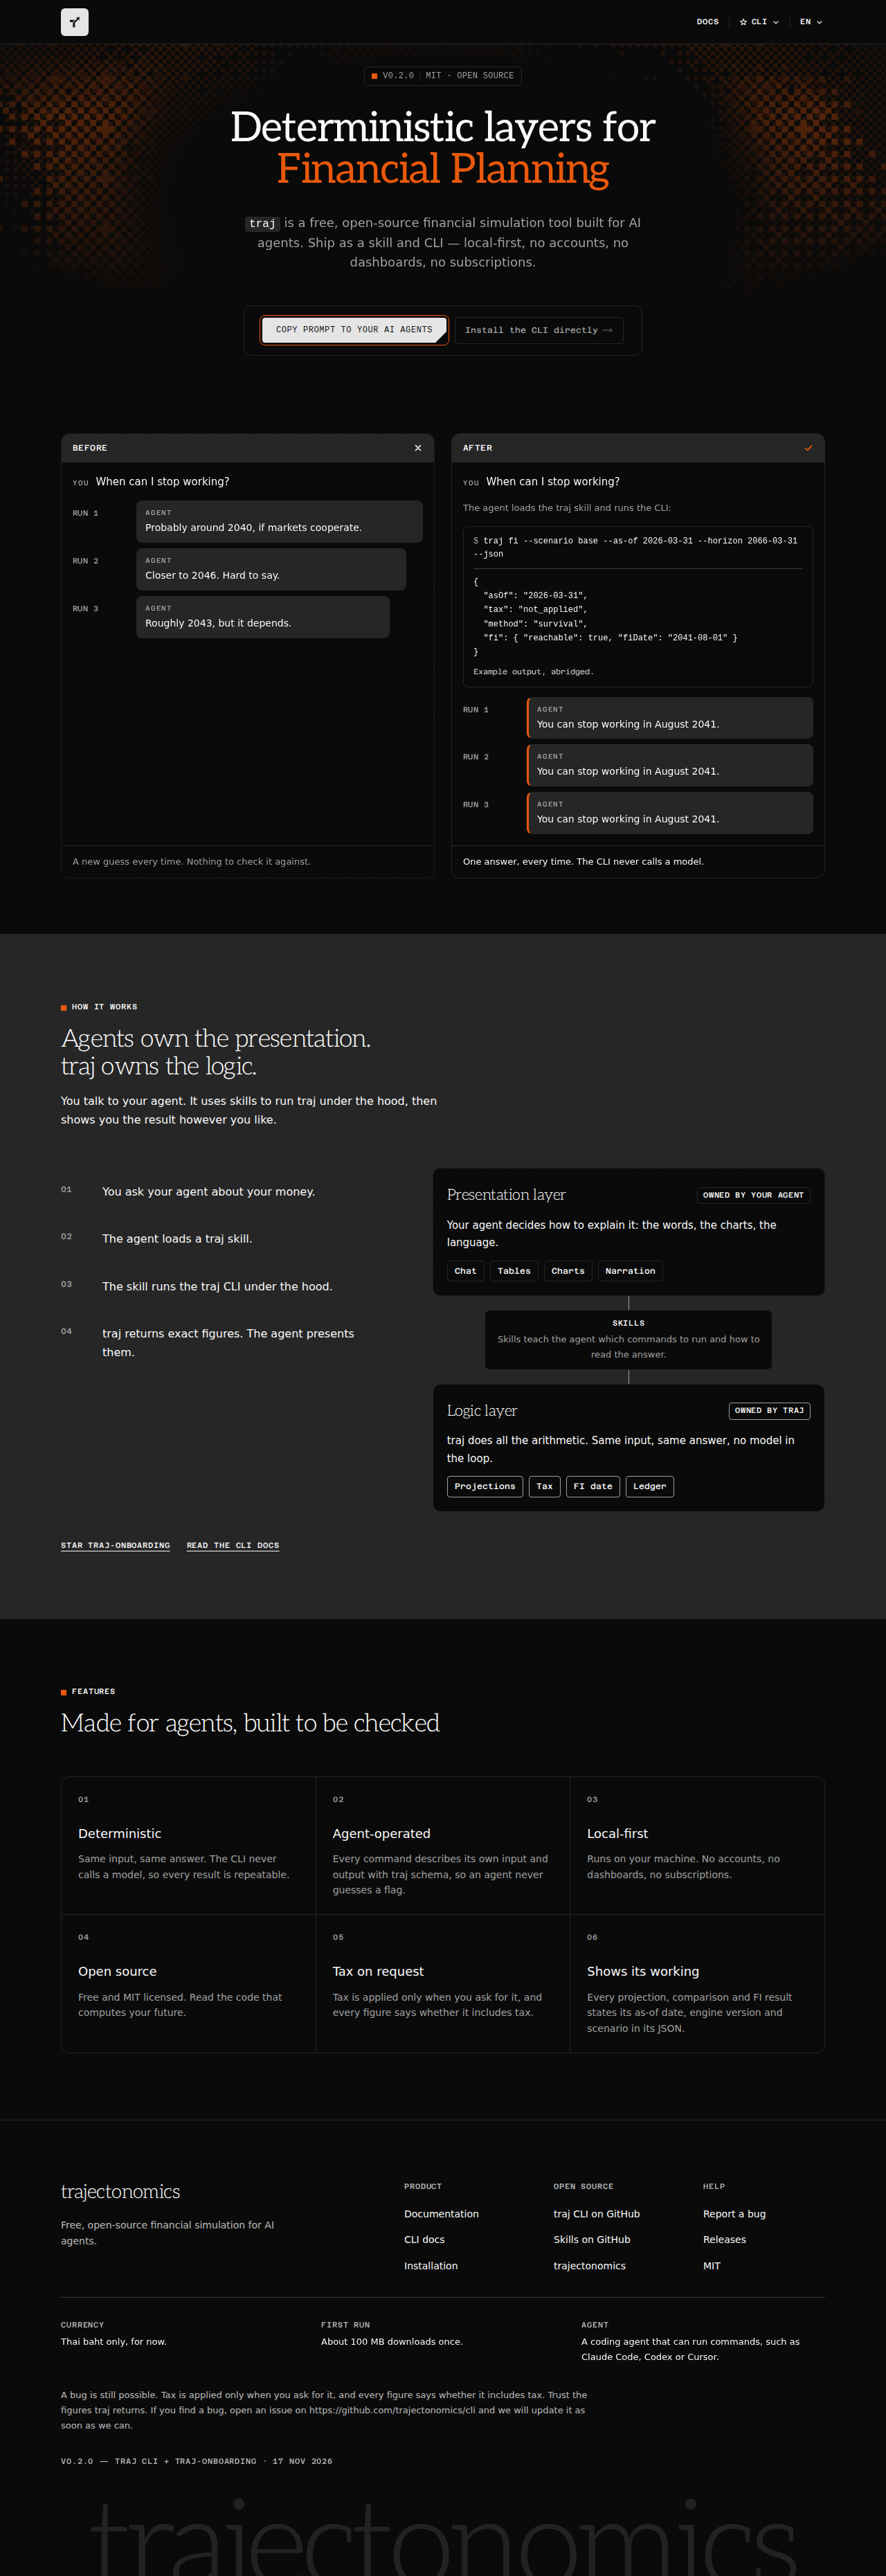 DOCS
CLI
EN
V0.2.0
MIT · OPEN SOURCE
Deterministic layers for
Financial Planning
traj is a free, open-source financial simulation tool built for AI
agents. Ship as a skill and CLI — local-first, no accounts, no
dashboards, no subscriptions.
COPY PROMPT TO YOUR AI AGENTS
Install the CLI directly
BEFORE
YOU When can I stop working?
RUN 1
AGENT
Probably around 2040, if markets cooperate.
RUN 2
AGENT
Closer to 2046. Hard to say.
RUN 3
AGENT
Roughly 2043, but it depends.
A new guess every time. Nothing to check it against.
AFTER
YOU When can I stop working?
The agent loads the traj skill and runs the CLI:
$ traj fi --scenario base --as-of 2026-03-31 --horizon 2066-03-31
--json
{
"asOf": "2026-03-31",
"tax": "not_applied",
"method": "survival",
"fi": { "reachable": true, "fiDate": "2041-08-01" }
}
Example output, abridged.
RUN 1
AGENT
You can stop working in August 2041.
RUN 2
AGENT
You can stop working in August 2041.
RUN 3
AGENT
You can stop working in August 2041.
One answer, every time. The CLI never calls a model.
HOW IT WORKS
Agents own the presentation.
traj owns the logic.
You talk to your agent. It uses skills to run traj under the hood, then
shows you the result however you like.
01 You ask your agent about your money.
02 The agent loads a traj skill.
03 The skill runs the traj CLI under the hood.
04 traj returns exact figures. The agent presents
them.
Presentation layer
OWNED BY YOUR AGENT
Your agent decides how to explain it: the words, the charts, the
language.
Chat
Tables
Charts
Narration
SKILLS
Skills teach the agent which commands to run and how to
read the answer.
Logic layer
OWNED BY TRAJ
traj does all the arithmetic. Same input, same answer, no model in
the loop.
Projections
Tax
FI date
Ledger
STAR TRAJ-ONBOARDING
READ THE CLI DOCS
FEATURES
Made for agents, built to be checked
01
Deterministic
Same input, same answer. The CLI never
calls a model, so every result is repeatable.
02
Agent-operated
Every command describes its own input and
output with traj schema, so an agent never
guesses a flag.
03
Local-first
Runs on your machine. No accounts, no
dashboards, no subscriptions.
04
Open source
Free and MIT licensed. Read the code that
computes your future.
05
Tax on request
Tax is applied only when you ask for it, and
every figure says whether it includes tax.
06
Shows its working
Every projection, comparison and FI result
states its as-of date, engine version and
scenario in its JSON.
trajectonomics
Free, open-source financial simulation for AI
agents.
PRODUCT
Documentation
CLI docs
Installation
OPEN SOURCE
traj CLI on GitHub
Skills on GitHub
trajectonomics
HELP
Report a bug
Releases
MIT
CURRENCY
Thai baht only, for now.
FIRST RUN
About 100 MB downloads once.
AGENT
A coding agent that can run commands, such as
Claude Code, Codex or Cursor.
A bug is still possible. Tax is applied only when you ask for it, and every figure says whether it includes tax. Trust the
figures traj returns. If you find a bug, open an issue on https://github.com/trajectonomics/cli and we will update it as
soon as we can.
V0.2.0 — TRAJ CLI + TRAJ-ONBOARDING · 17 NOV 2026
trajectonomics